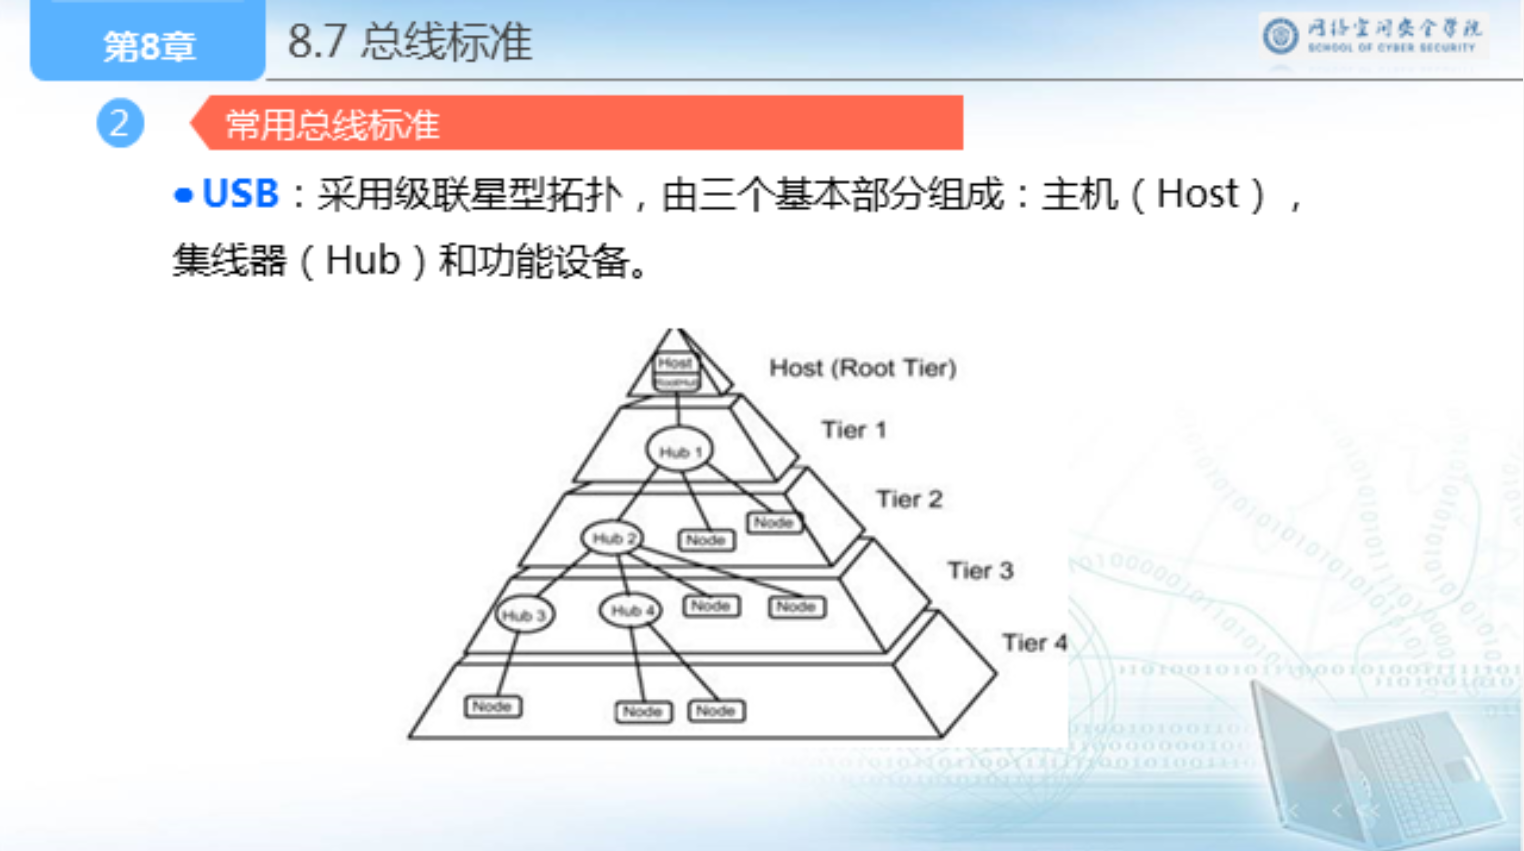 第8章
8.7 总线标准
网络空间安全学院
SCHOOL OF CYBER SECURITY
2
常用总线标准
●USB：采用级联星型拓扑，由三个基本部分组成：主机（Host），
集线器（Hub）和功能设备。
Host
RootHub
Host (Root Tier)
Hub 1
Tier 1
Hub 2
Node
Node
Tier 2
Hub 3
Hub 4
Node
Node
Tier 3
Node
Node
Node
Tier 4